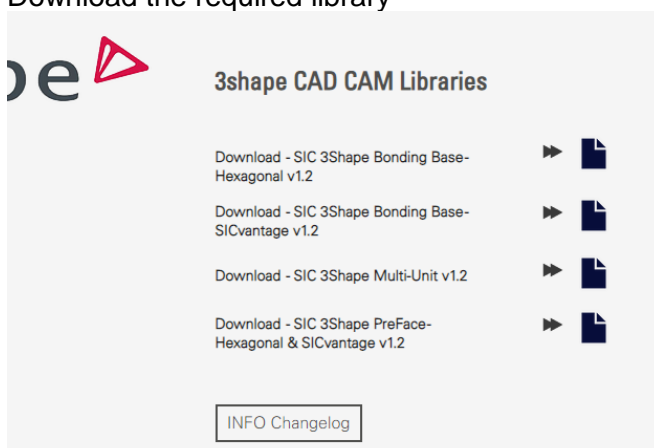 Download the required library
pe
3shape CAD CAM Libraries
Download - SIC 3Shape Bonding Base-
Hexagonal v1.2
Download - SIC 3Shape Bonding Base-
SICvantage v1.2
Download - SIC 3Shape Multi-Unit v1.2
Download - SIC 3Shape PreFace-
Hexagonal & SICvantage v1.2
INFO Changelog